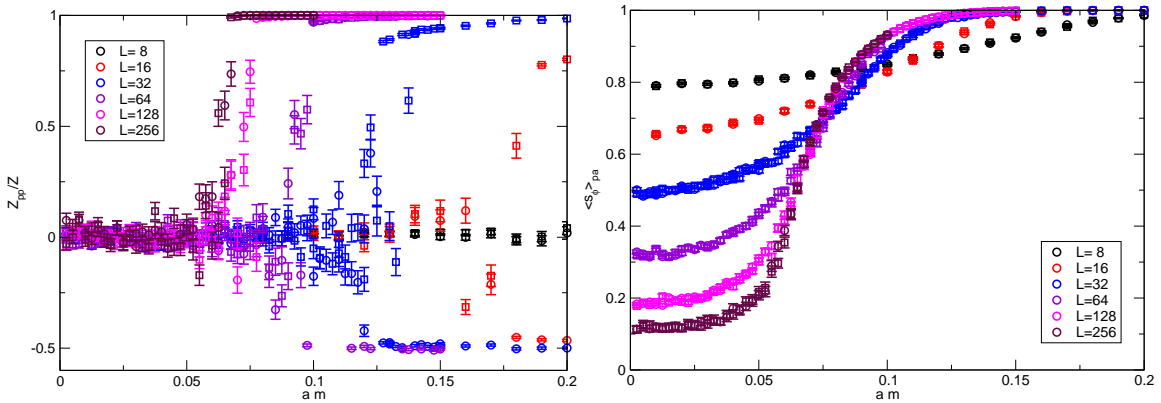 1
0.5
0
-0.5
Z_pp/Z
L= 8
L=16
L=32
L=64
L=128
L=256
0
0.05
0.1
0.15
0.2
a m
1
0.8
0.6
0.4
0.2
0
<s_ϕ>_pa
L= 8
L=16
L=32
L=64
L=128
L=256
0
0.05
0.1
0.15
0.2
a m